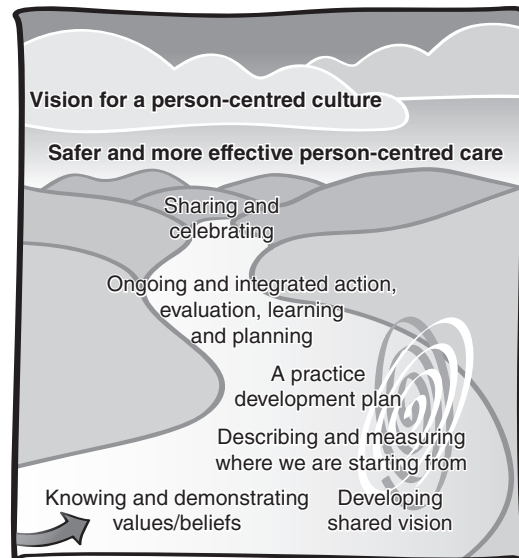 Vision for a person-centred culture
Safer and more effective person-centred care
Sharing and
celebrating
Ongoing and integrated action,
evaluation, learning
and planning
A practice
development plan
Describing and measuring
where we are starting from
Knowing and demonstrating
values/beliefs
Developing
shared vision